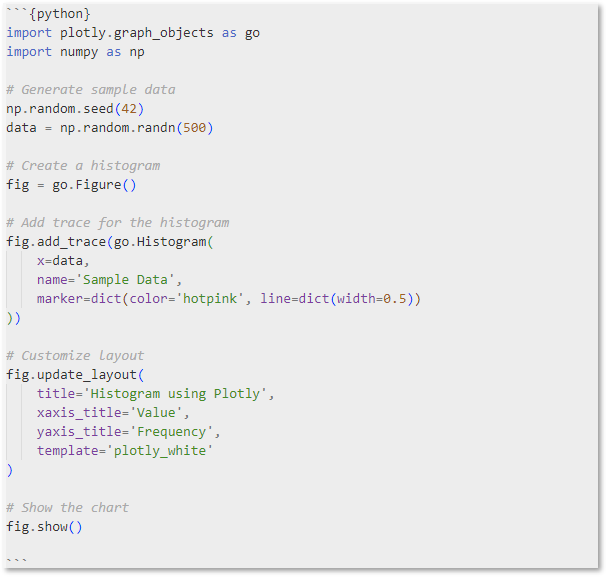 ```{python}
import plotly.graph_objects as go
import numpy as np

# Generate sample data
np.random.seed(42)
data = np.random.randn(500)

# Create a histogram
fig = go.Figure()

# Add trace for the histogram
fig.add_trace(go.Histogram(
    x=data,
    name='Sample Data',
    marker=dict(color='hotpink', line=dict(width=0.5))
))

# Customize layout
fig.update_layout(
    title='Histogram using Plotly',
    xaxis_title='Value',
    yaxis_title='Frequency',
    template='plotly_white'
)

# Show the chart
fig.show()

```